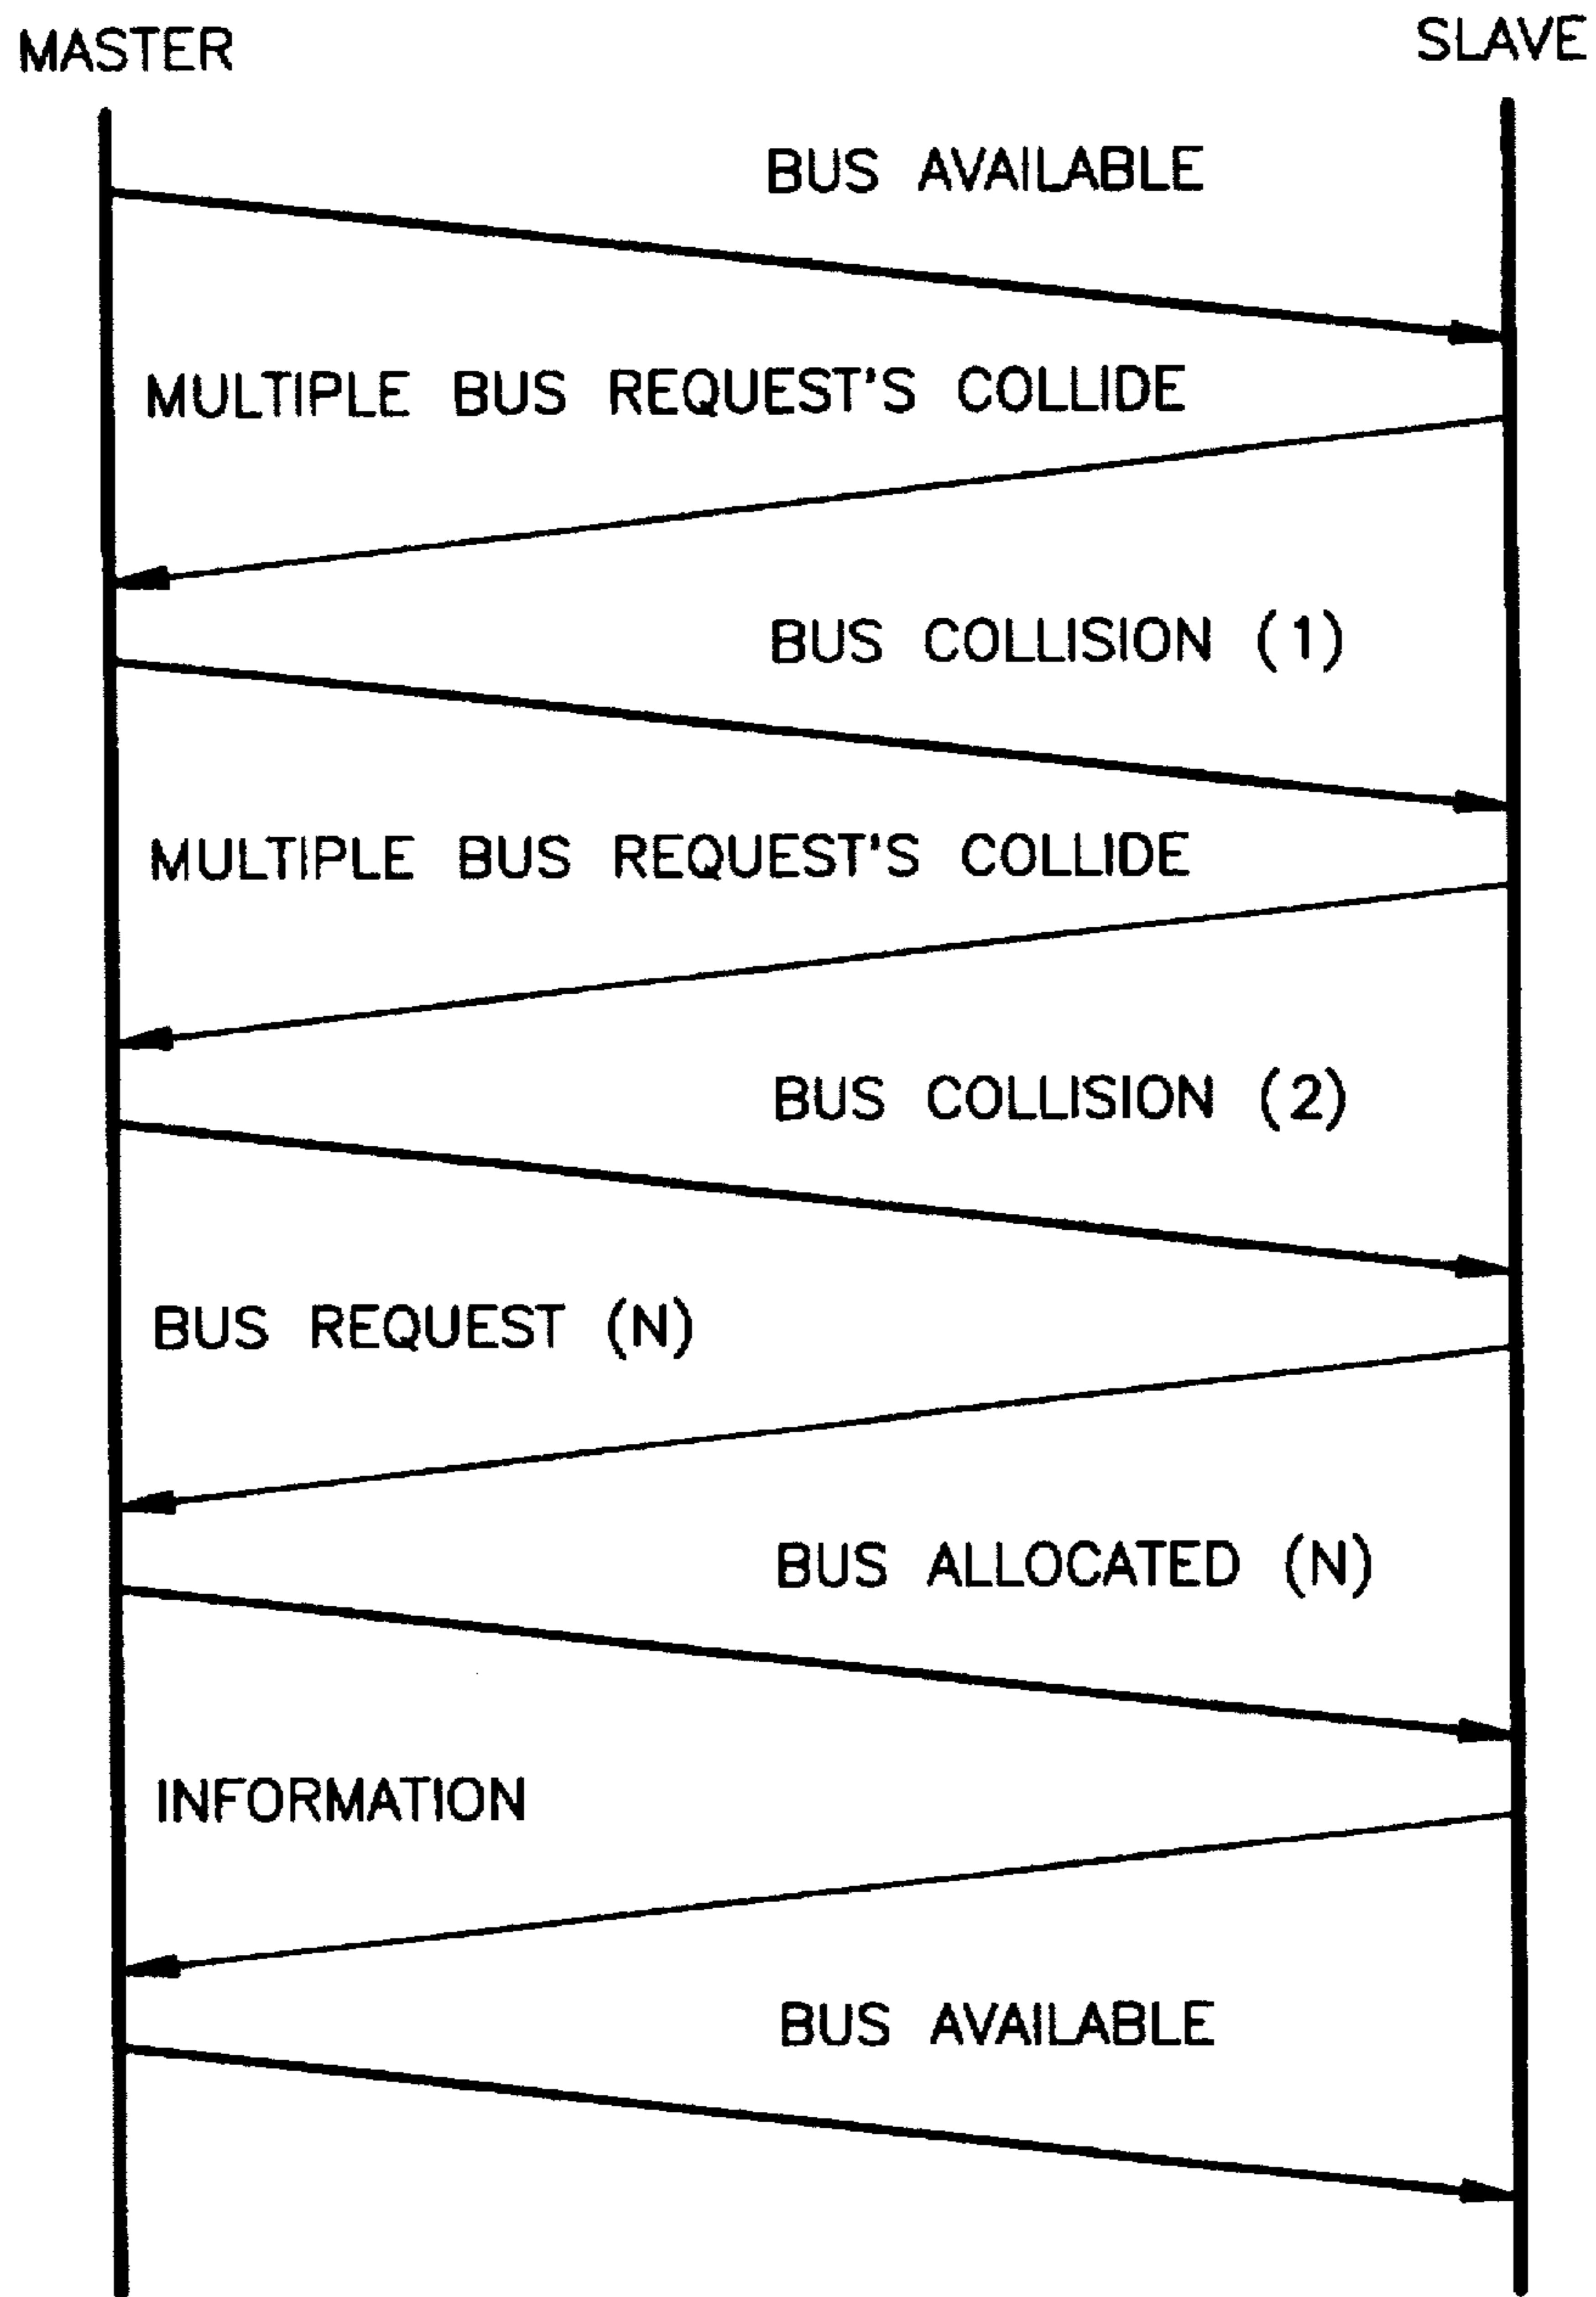 MASTER
SLAVE
BUS AVAILABLE
MULTIPLE BUS REQUEST'S COLLIDE
BUS COLLISION (1)
MULTIPLE BUS REQUEST'S COLLIDE
BUS COLLISION (2)
BUS REQUEST (N)
BUS ALLOCATED (N)
INFORMATION
BUS AVAILABLE